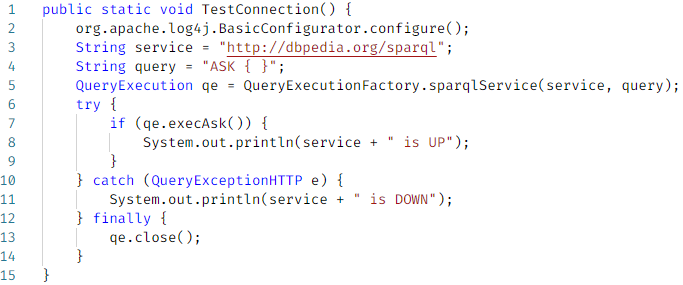 1 public static void TestConnection() {
2 org.apache.log4j.BasicConfigurator.configure();
3 String service = "http://dbpedia.org/sparql";
4 String query = "ASK { }";
5 QueryExecution qe = QueryExecutionFactory.sparqlService(service, query);
6 try {
7 if (qe.execAsk()) {
8 System.out.println(service + " is UP");
9 }
10 } catch (QueryExceptionHTTP e) {
11 System.out.println(service + " is DOWN");
12 } finally {
13 qe.close();
14 }
15 }